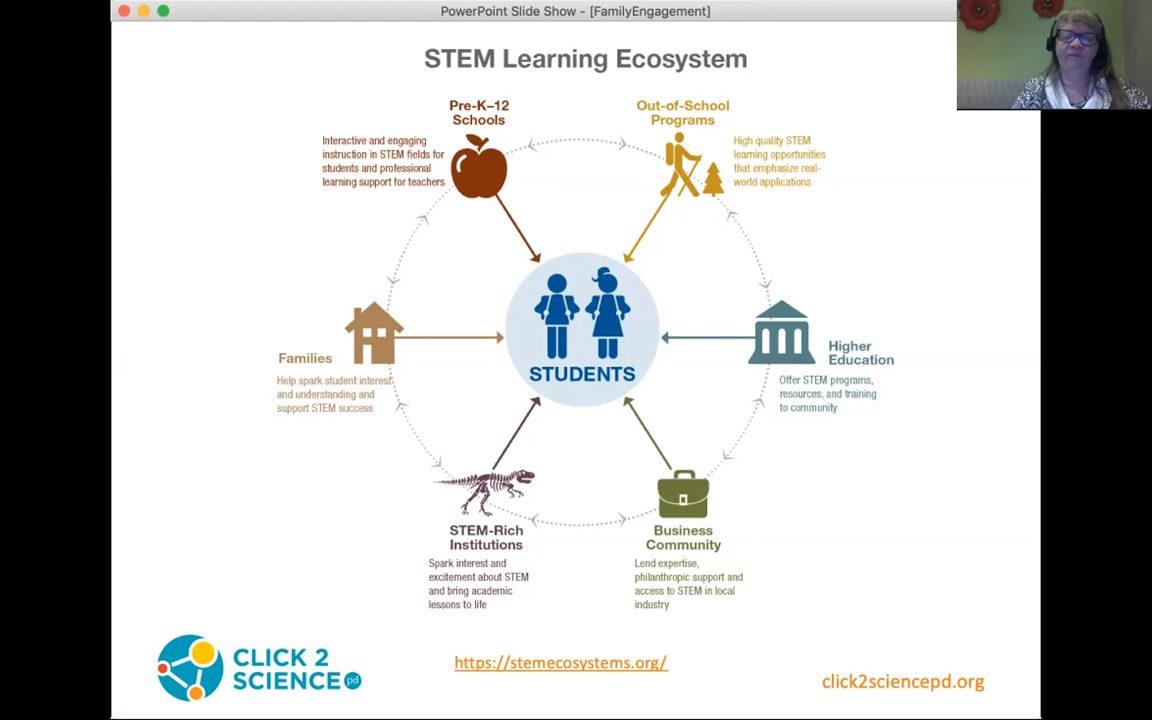 PowerPoint Slide Show - [FamilyEngagement]
STEM Learning Ecosystem
Pre-K–12
Schools
Interactive and engaging
instruction in STEM fields for
students and professional
learning support for teachers
Out-of-School
Programs
High quality STEM
learning opportunities
that emphasize real-
world applications
Families
Help spark student interest
and understanding and
support STEM success
STUDENTS
Higher
Education
Offer STEM programs,
resources, and training
to community
STEM-Rich
Institutions
Spark interest and
excitement about STEM
and bring academic
lessons to life
Business
Community
Lend expertise,
philanthropic support and
access to STEM in local
industry
CLICK 2
SCIENCE pd
https://stemecosystems.org/
click2sciencepd.org